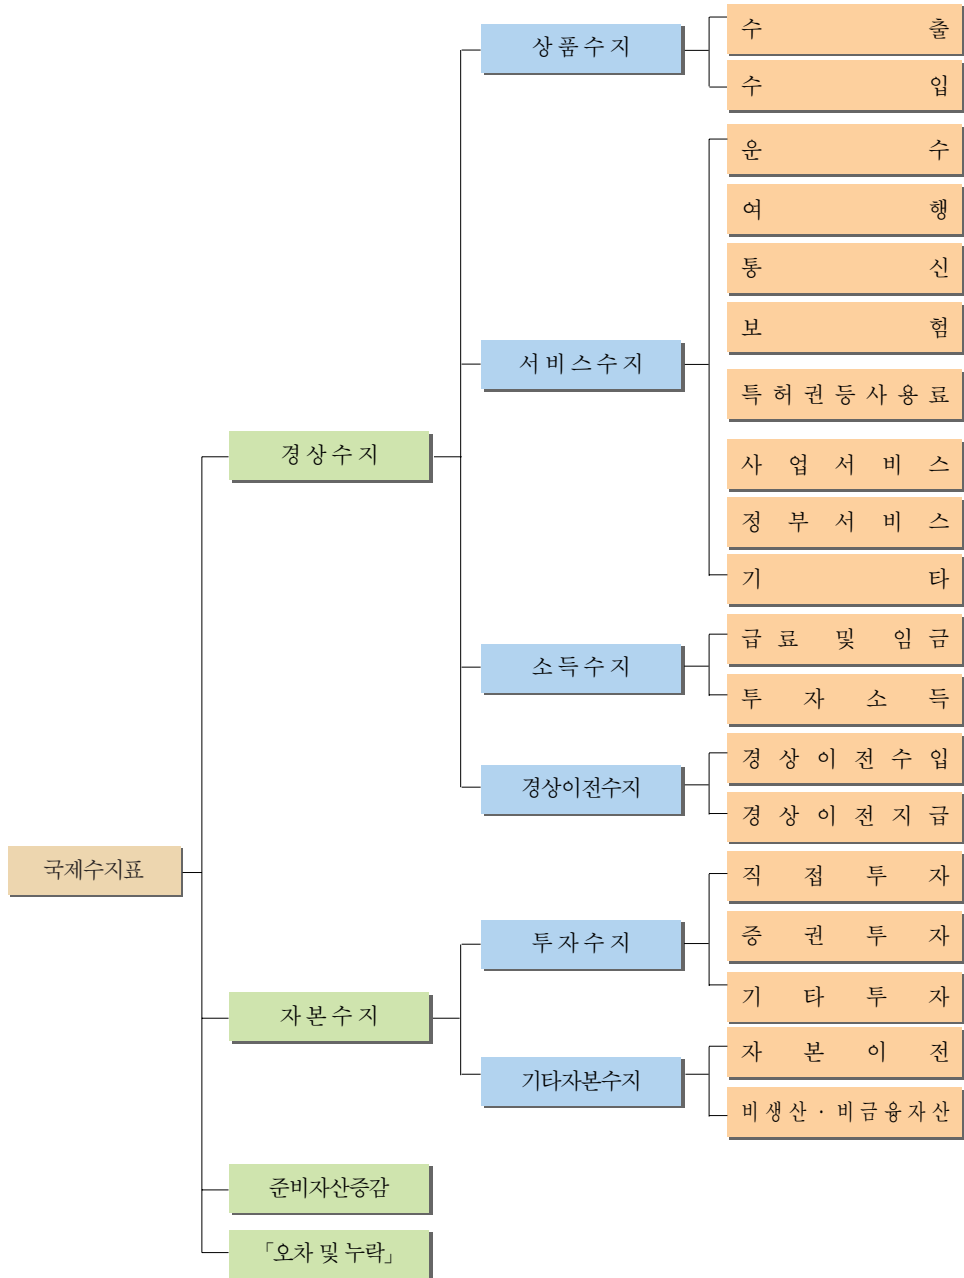 국제수지표
경상수지
상품수지
수출
수입
서비스수지
운수
여행
통신
보험
특허권등사용료
사업서비스
정부서비스
기타
소득수지
급료 및 임금
투자소득
경상이전수지
경상이전수입
경상이전지급
자본수지
투자수지
직접투자
증권투자
기타투자
기타자본수지
자본이전
비생산·비금융자산
준비자산증감
「오차 및 누락」